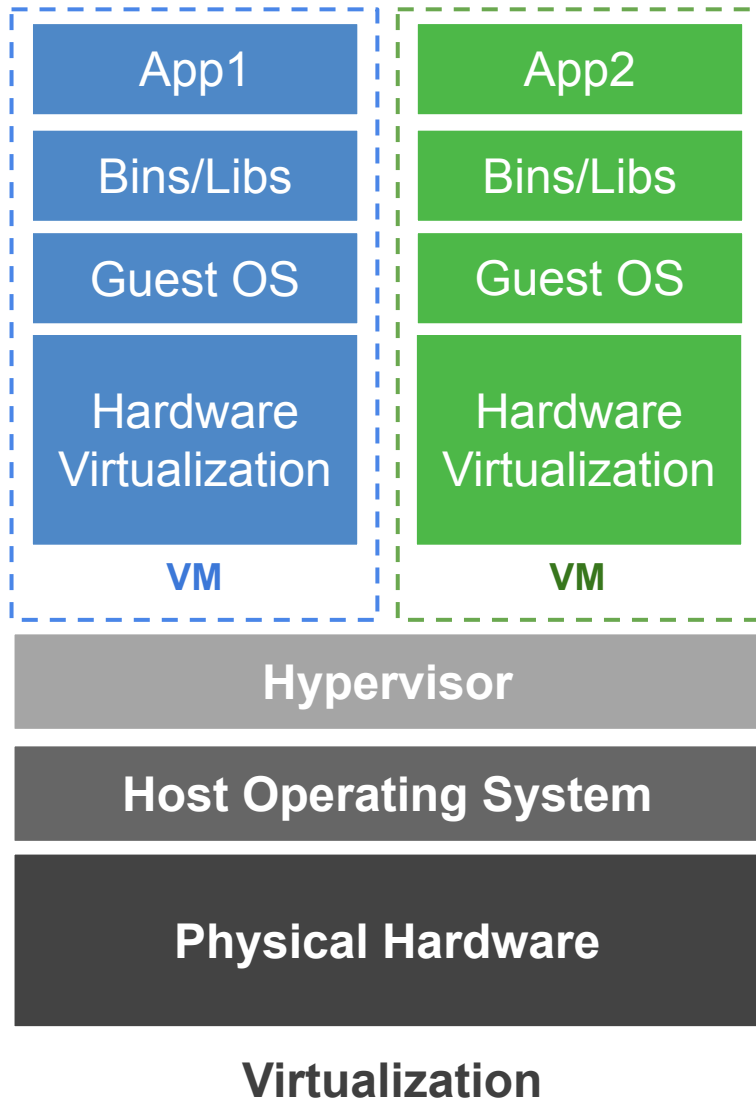 App1
Bins/Libs
Guest OS
Hardware
Virtualization
VM
App2
Bins/Libs
Guest OS
Hardware
Virtualization
VM
Hypervisor
Host Operating System
Physical Hardware
Virtualization